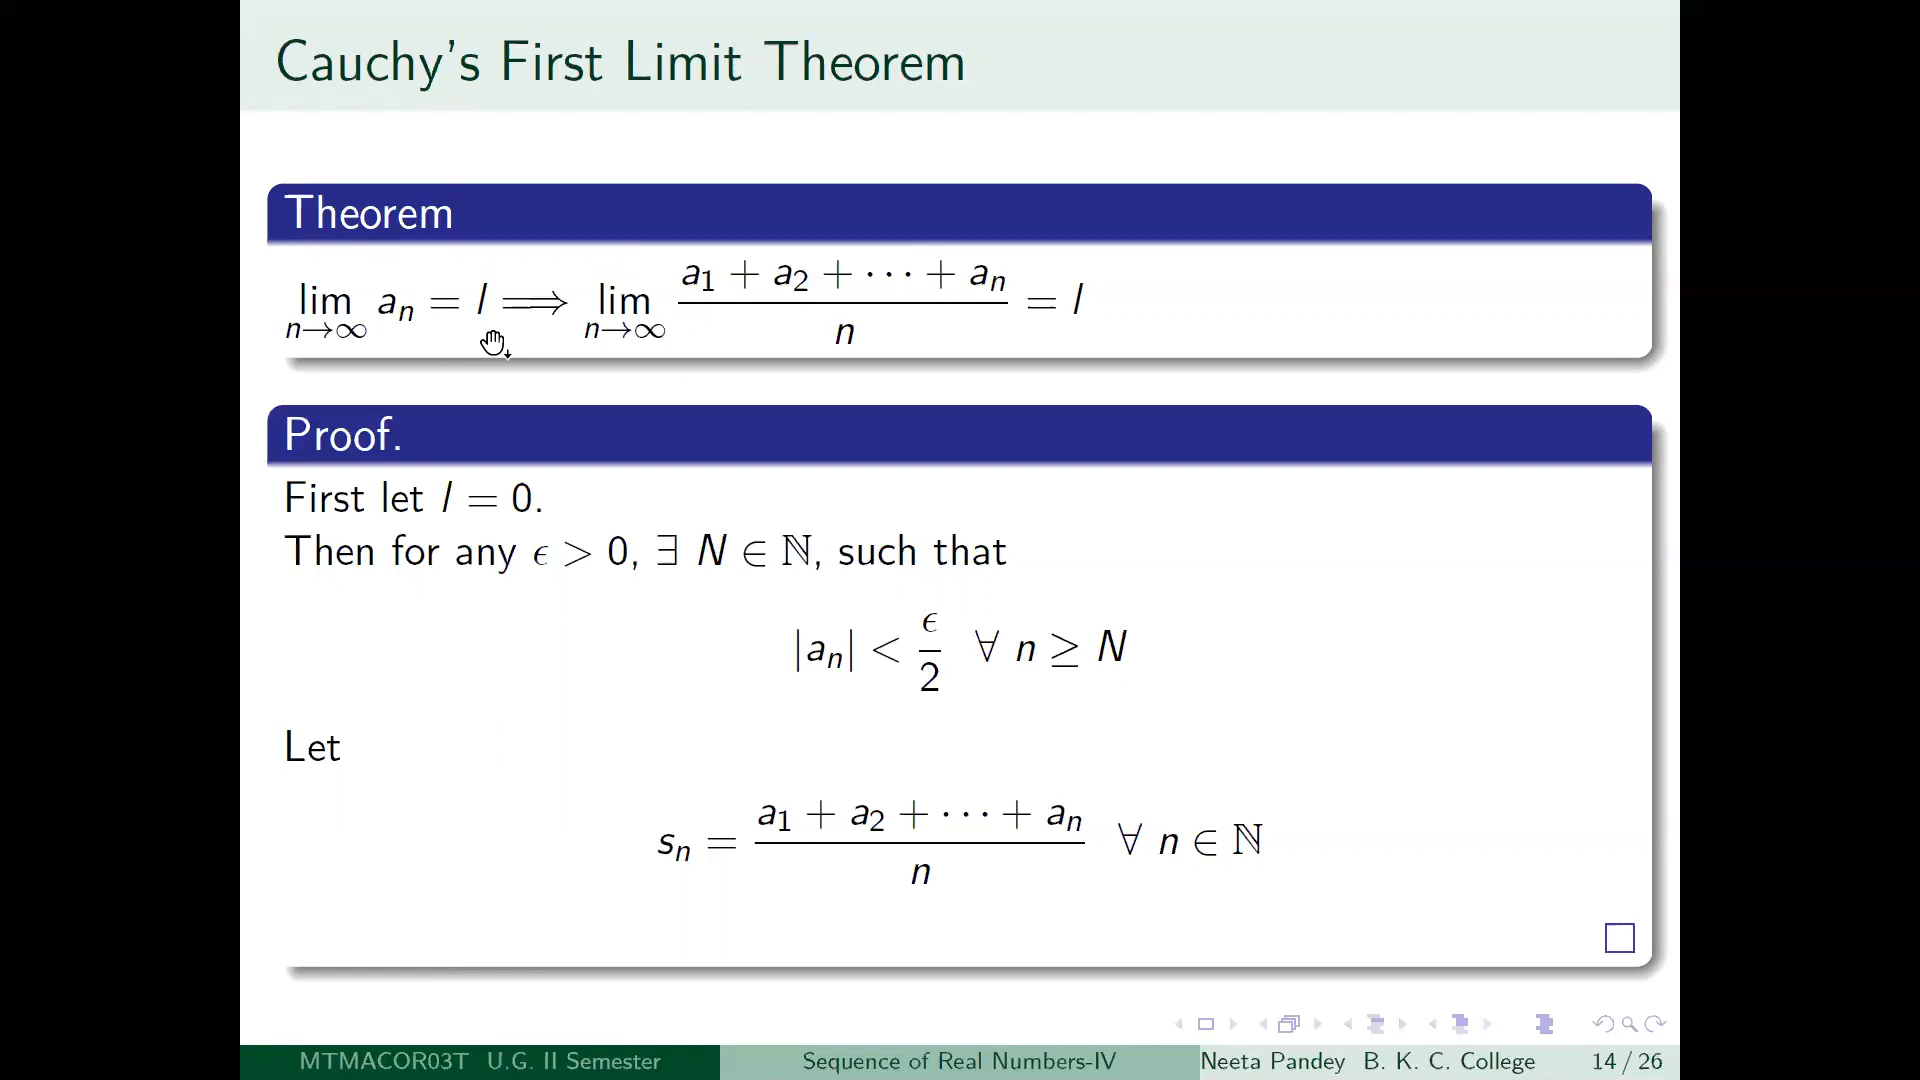 Cauchy's First Limit Theorem
Theorem
lim_{n→∞} a_n = l ⟹ lim_{n→∞} (a_1 + a_2 + ⋯ + a_n)/n = l
Proof.
First let l = 0.
Then for any ϵ > 0, ∃ N ∈ ℕ, such that
|a_n| < ϵ/2 ∀ n ≥ N
Let
s_n = (a_1 + a_2 + ⋯ + a_n)/n ∀ n ∈ ℕ
MTMACOR03T U.G. II Semester Sequence of Real Numbers-IV Neeta Pandey B. K. C. College 14 / 26